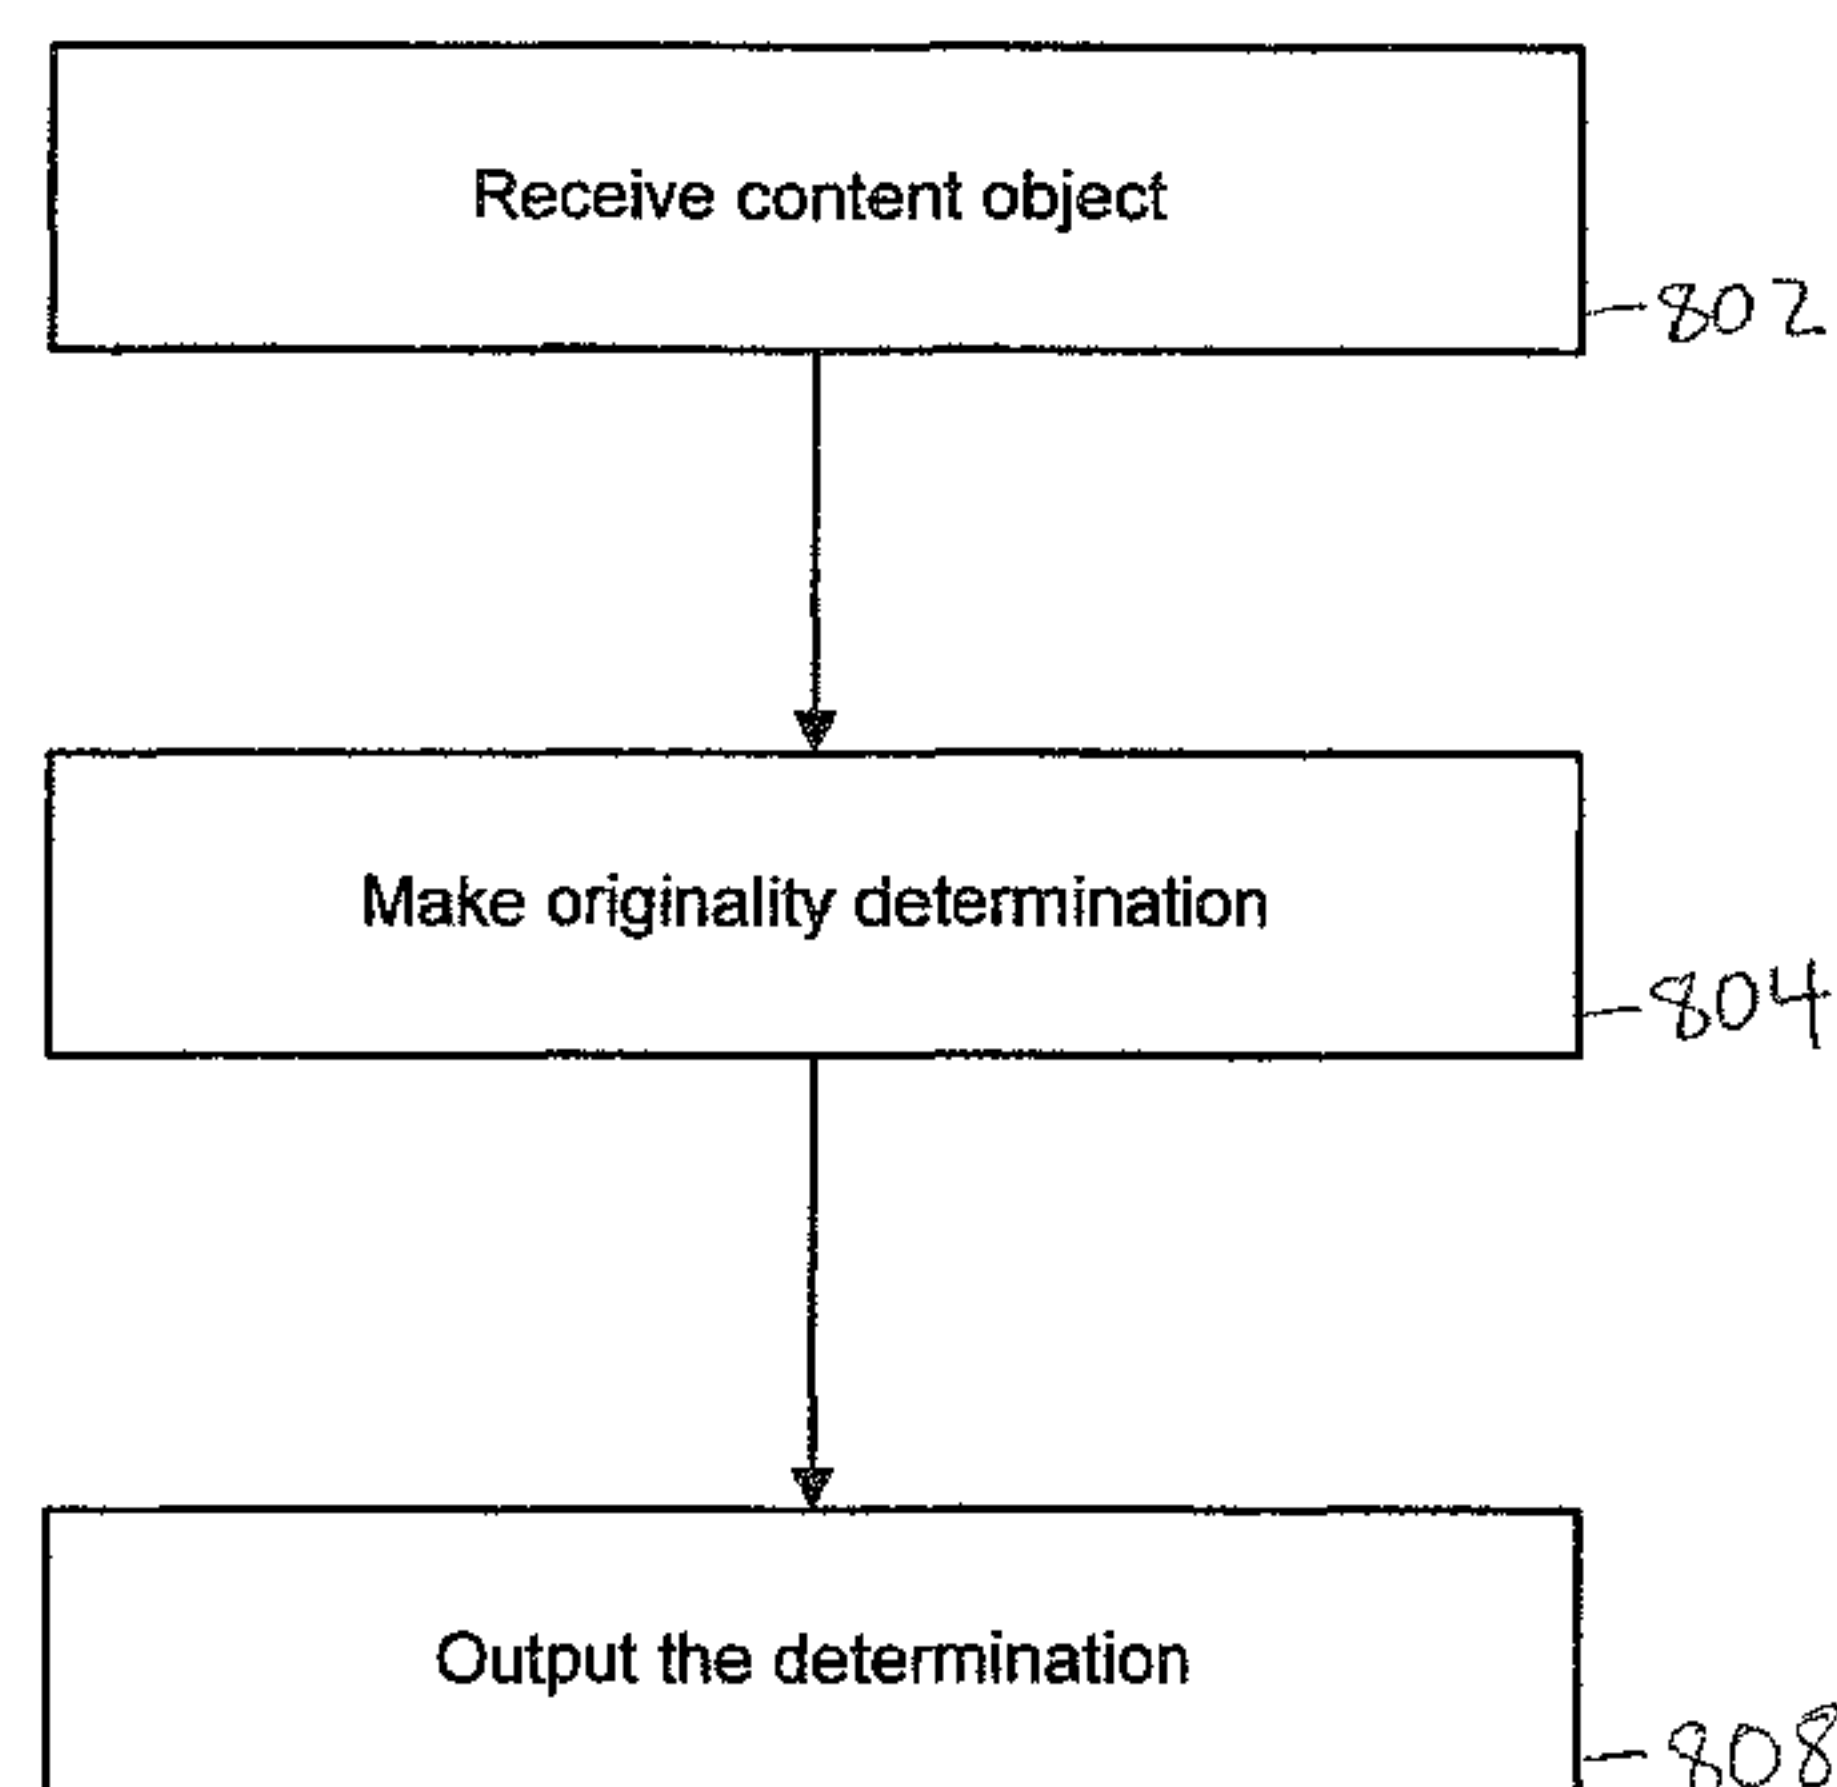 Receive content object
802
Make originality determination
804
Output the determination
808